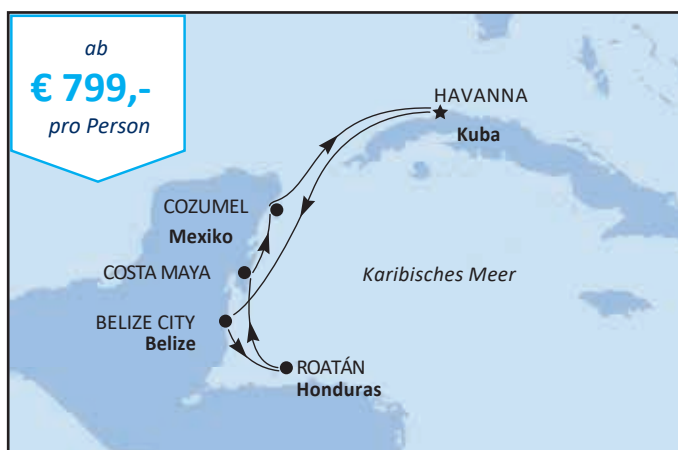 ab
€ 799,-
pro Person
HAVANNA
Kuba
COZUMEL
Mexiko
COSTA MAYA
Karibisches Meer
BELIZE CITY
Belize
ROATÁN
Honduras